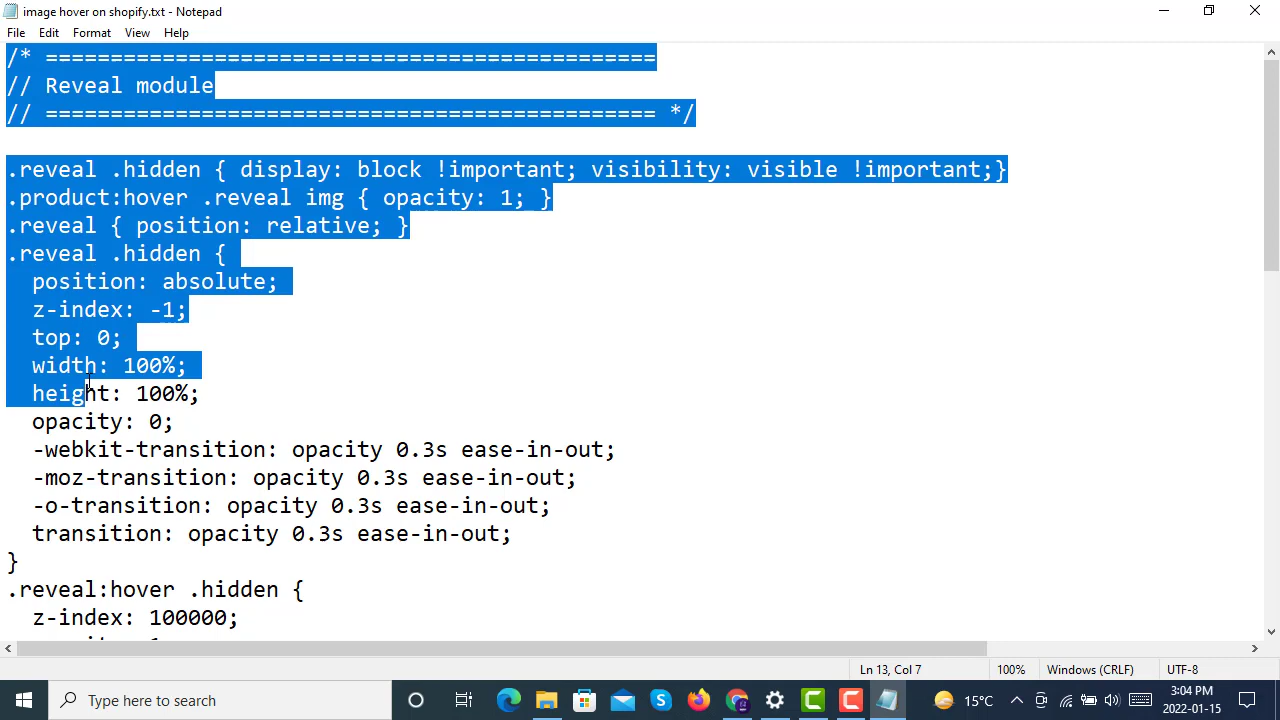 image hover on shopify.txt - Notepad
File Edit Format View Help
/* ===============================================
// Reveal module
// =============================================== */
.reveal .hidden { display: block !important; visibility: visible !important;}
.product:hover .reveal img { opacity: 1; }
.reveal { position: relative; }
.reveal .hidden {
position: absolute;
z-index: -1;
top: 0;
width: 100%;
height: 100%;
opacity: 0;
-webkit-transition: opacity 0.3s ease-in-out;
-moz-transition: opacity 0.3s ease-in-out;
-o-transition: opacity 0.3s ease-in-out;
transition: opacity 0.3s ease-in-out;
}
.reveal:hover .hidden {
z-index: 100000;
Ln 13, Col 7 100% Windows (CRLF) UTF-8
Type here to search
15°C
3:04 PM
2022-01-15